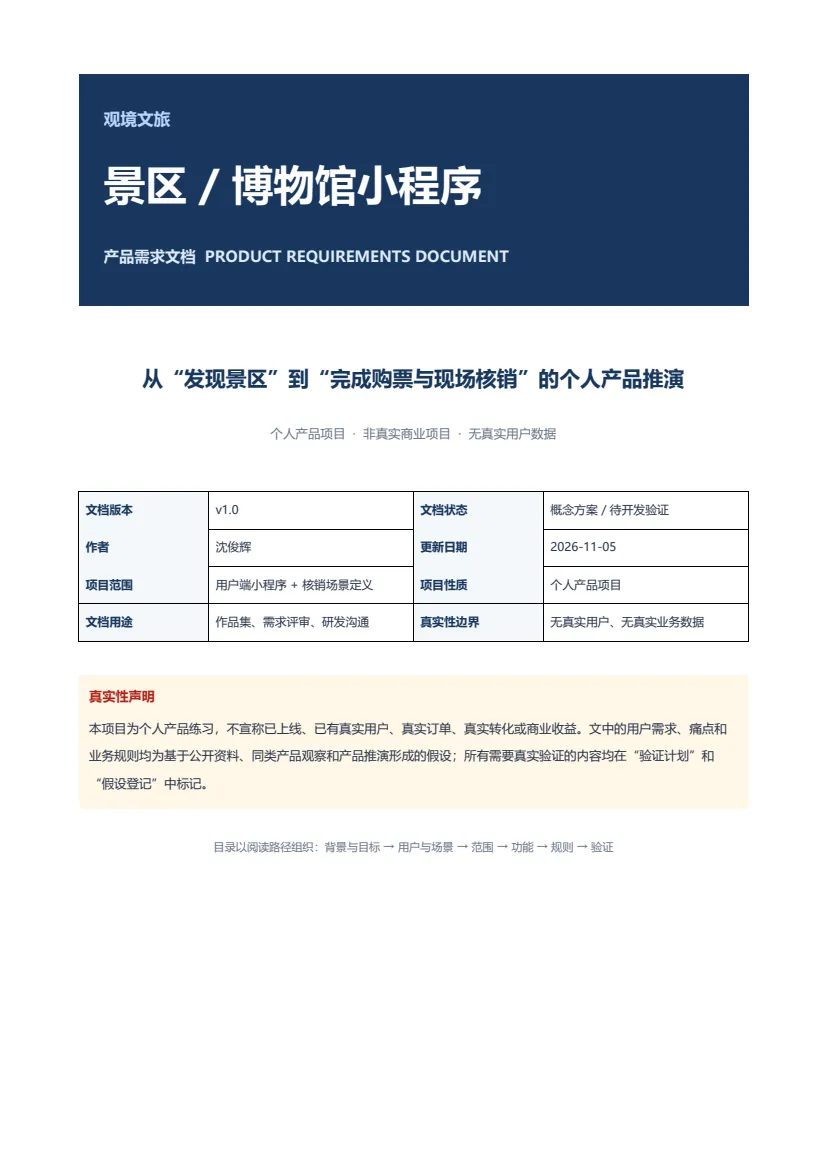 观境文旅
景区 / 博物馆小程序
产品需求文档 PRODUCT REQUIREMENTS DOCUMENT
从“发现景区”到“完成购票与现场核销”的个人产品推演
个人产品项目 · 非真实商业项目 · 无真实用户数据
文档版本 v1.0 文档状态 概念方案 / 待开发验证
作者 沈俊辉 更新日期 2026-11-05
项目范围 用户端小程序 + 核销场景定义 项目性质 个人产品项目
文档用途 作品集、需求评审、研发沟通 真实性边界 无真实用户、无真实业务数据
真实性声明
本项目为个人产品练习，不宣称已上线、已有真实用户、真实订单、真实转化或商业收益。文中的用户需求、痛点和
业务规则均为基于公开资料、同类产品观察和产品推演形成的假设；所有需要真实验证的内容均在“验证计划”和
“假设登记”中标记。
目录以阅读路径组织：背景与目标 → 用户与场景 → 范围 → 功能 → 规则 → 验证